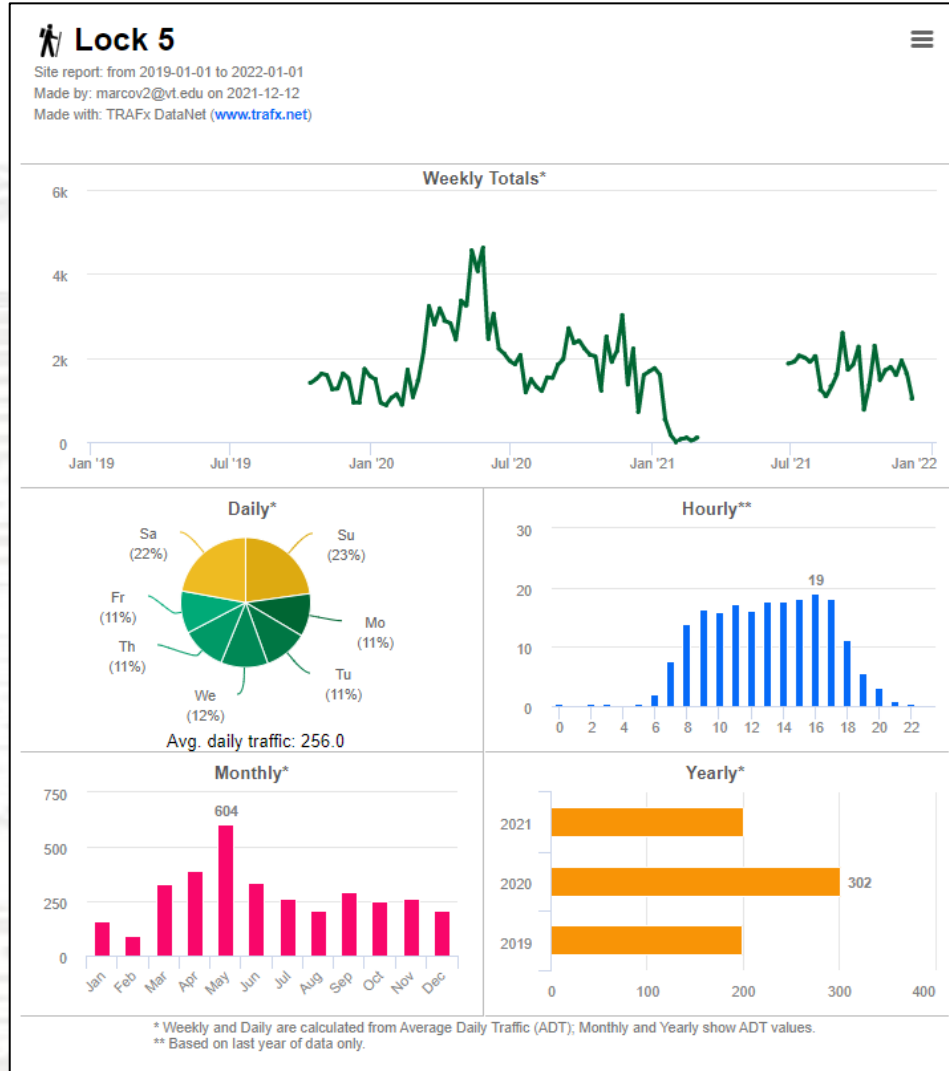 Lock 5
Site report: from 2019-01-01 to 2022-01-01
Made by: marcov2@vt.edu on 2021-12-12
Made with: TRAFx DataNet (www.trafx.net)
Weekly Totals*
6k
4k
2k
0
Jan '19
Jul '19
Jan '20
Jul '20
Jan '21
Jul '21
Jan '22
Daily*
Sa
(22%)
Su
(23%)
Fr
(11%)
Mo
(11%)
Th
(11%)
Tu
(11%)
We
(12%)
Avg. daily traffic: 256.0
Hourly**
30
20
10
0
19
0 2 4 6 8 10 12 14 16 18 20 22
Monthly*
750
500
250
0
604
Jan Feb Mar Apr May Jun Jul Aug Sep Oct Nov Dec
Yearly*
2021
2020
302
2019
0 100 200 300 400
* Weekly and Daily are calculated from Average Daily Traffic (ADT); Monthly and Yearly show ADT values.
** Based on last year of data only.